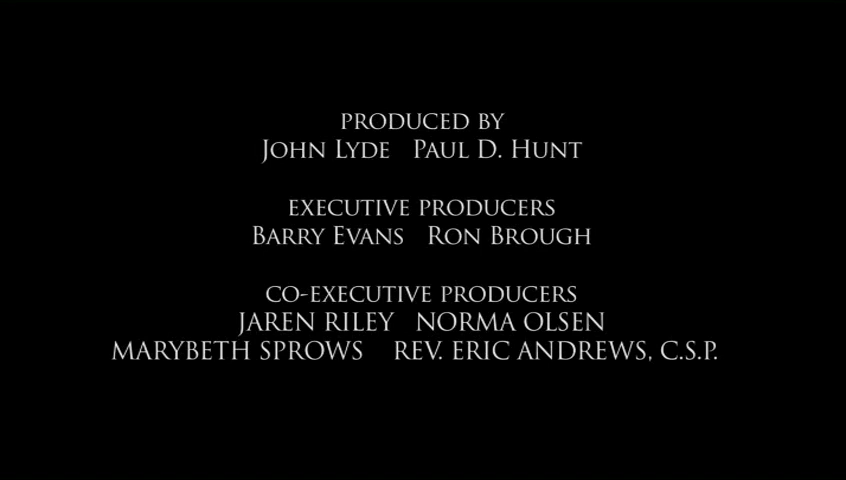 PRODUCED BY
JOHN LYDE PAUL D. HUNT
EXECUTIVE PRODUCERS
BARRY EVANS RON BROUGH
CO-EXECUTIVE PRODUCERS
JAREN RILEY NORMA OLSEN
MARYBETH SPROWS REV. ERIC ANDREWS, C.S.P.